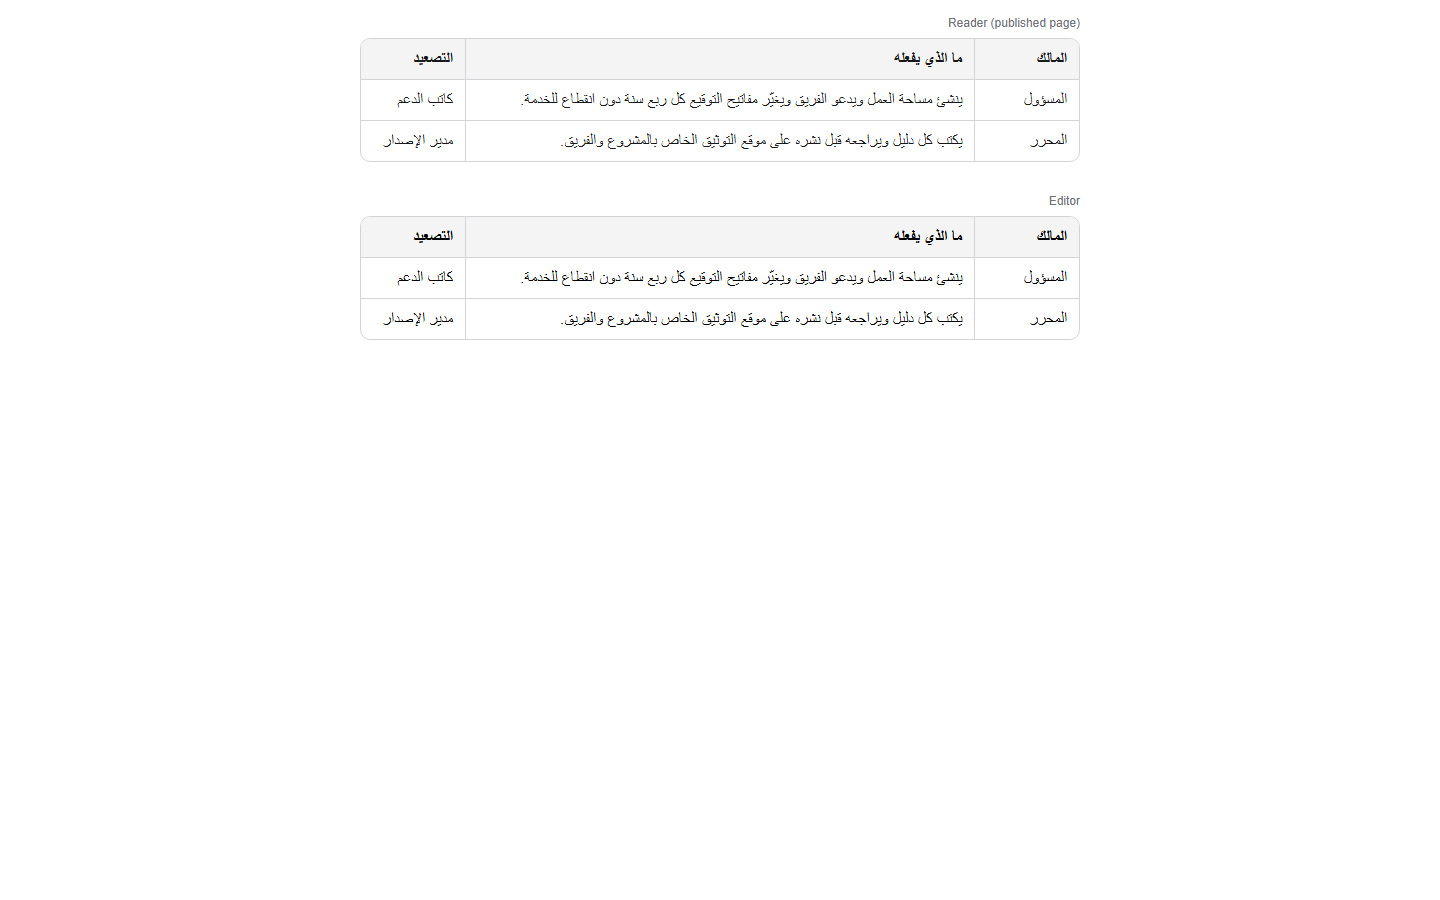 Reader (published page)
المالك ما الذي يفعله التصعيد
المسؤول ينشئ مساحة العمل ويدعو الفريق ويغيّر مفاتيح التوقيع كل ربع سنة دون انقطاع للخدمة. كاتب الدعم
المحرر يكتب كل دليل ويراجعه قبل نشره على موقع التوثيق الخاص بالمشروع والفريق. مدير الإصدار
Editor
المالك ما الذي يفعله التصعيد
المسؤول ينشئ مساحة العمل ويدعو الفريق ويغيّر مفاتيح التوقيع كل ربع سنة دون انقطاع للخدمة. كاتب الدعم
المحرر يكتب كل دليل ويراجعه قبل نشره على موقع التوثيق الخاص بالمشروع والفريق. مدير الإصدار